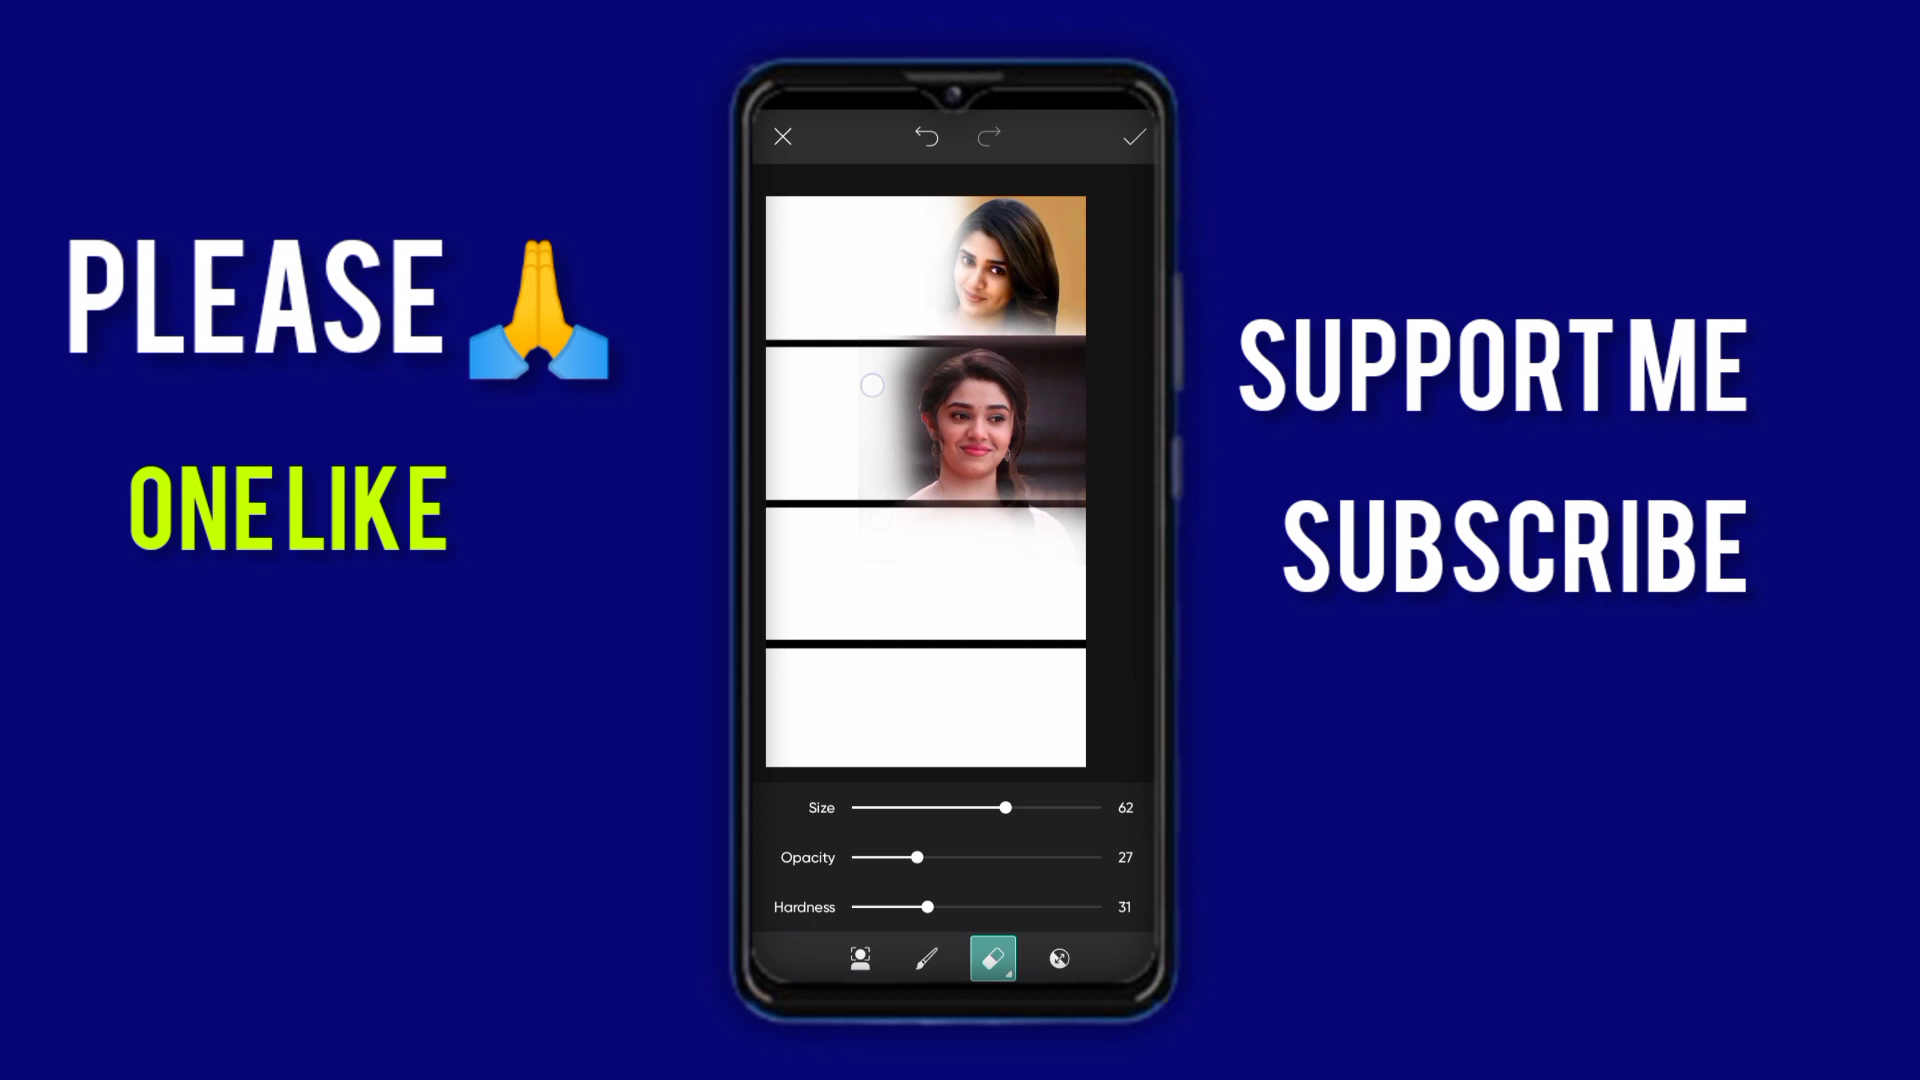 PLEASE 🙏
ONE LIKE
SUPPORT ME
SUBSCRIBE
Size 62
Opacity 27
Hardness 31